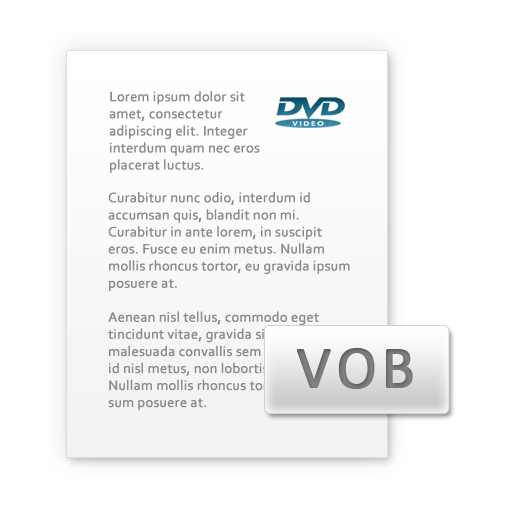 Lorem ipsum dolor sit
amet, consectetur
adipiscing elit. Integer
interdum quam nec eros
placerat luctus.
DVD
VIDEO
Curabitur nunc odio, interdum id
accumsan quis, blandit non mi.
Curabitur in ante lorem, in suscipit
eros. Fusce eu enim metus. Nullam
mollis rhoncus tortor, eu gravida ipsum
posuere at.
Aenean nisl tellus, commodo eget
tincidunt vitae, gravida
malesuada convallis sem
id nisl metus, non
Nullam mollis rhoncus
sum posuere at.
VOB